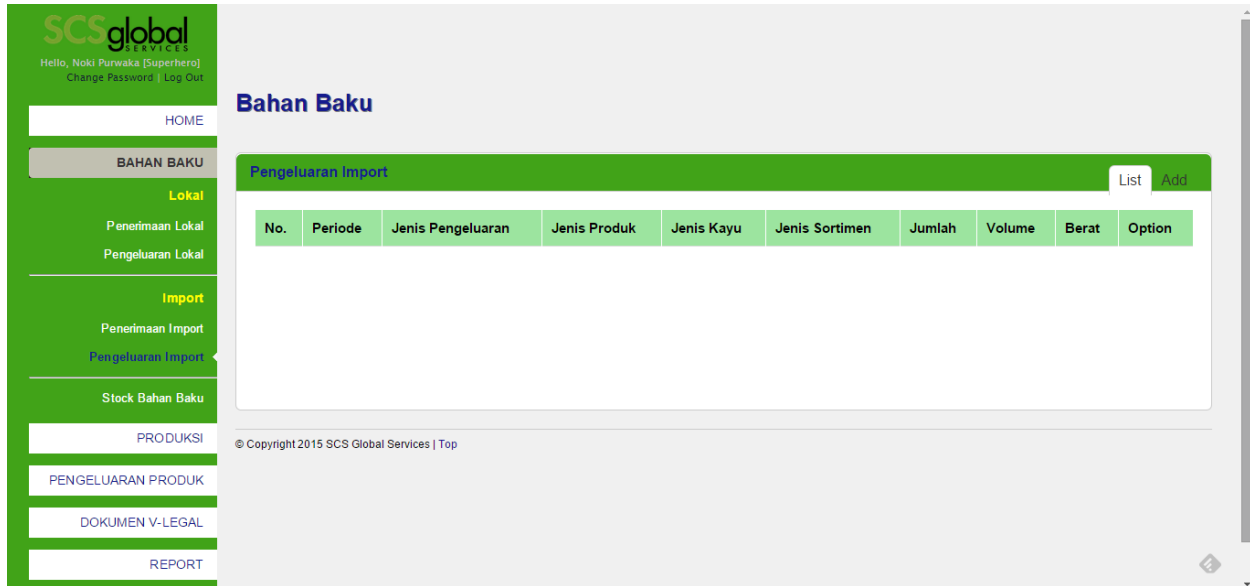 SCSglobal
SERVICES
Hello, Noki Purwaka [Superhero]
Change Password | Log Out
HOME
BAHAN BAKU
Lokal
Penerimaan Lokal
Pengeluaran Lokal
Import
Penerimaan Import
Pengeluaran Import
Stock Bahan Baku
PRODUKSI
PENGELUARAN PRODUK
DOKUMEN V-LEGAL
REPORT
Bahan Baku
Pengeluaran Import
List Add
No. Periode Jenis Pengeluaran Jenis Produk Jenis Kayu Jenis Sortimen Jumlah Volume Berat Option
© Copyright 2015 SCS Global Services | Top